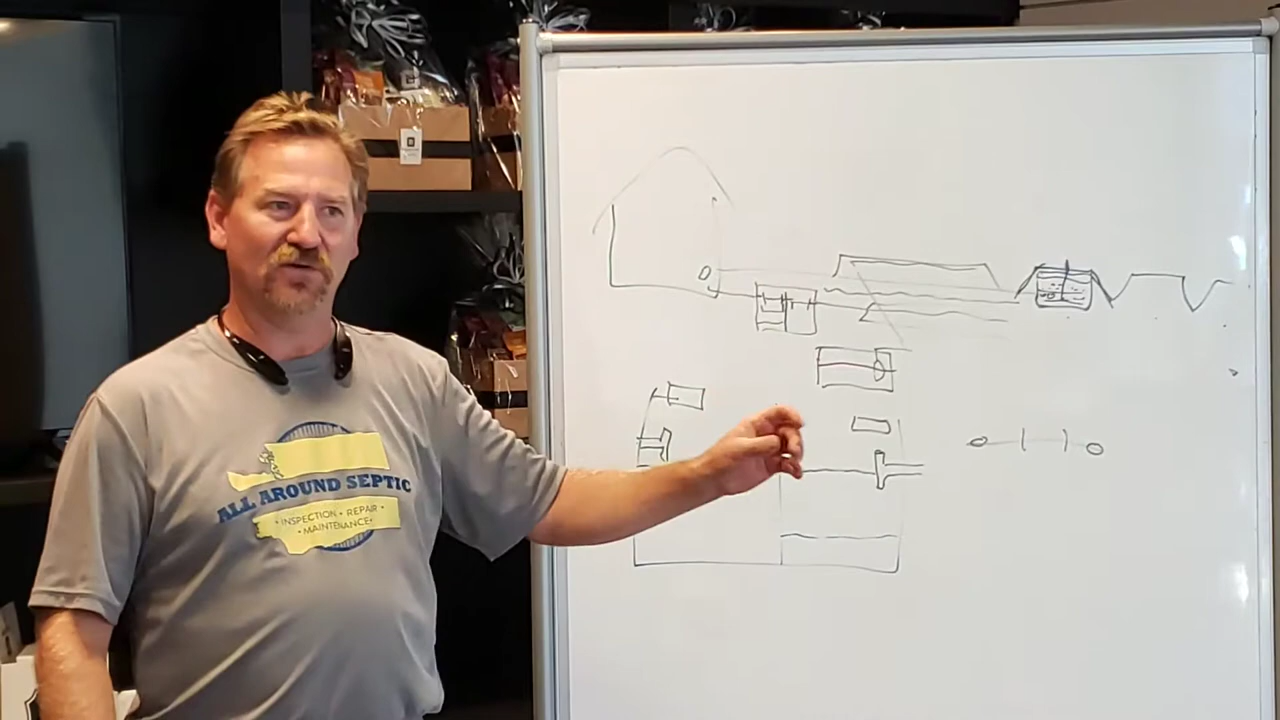 ALL AROUND SEPTIC
• INSPECTION • REPAIR •
• MAINTENANCE •